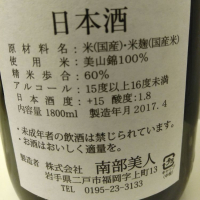 日本酒
原材料名：米(国産)・米麹(国産米)
使用米：美山錦100%
精米歩合：60%
アルコール：15度以上16度未満
日本酒度：+15 酸度：1.8
内容量1800ml 製造年月2017.4
・未成年者の飲酒は禁じられています。
・お酒はおいしく適量を。
製造者 株式会社 南部美人
岩手県二戸市福岡字上町13
TEL 0195-23-3133